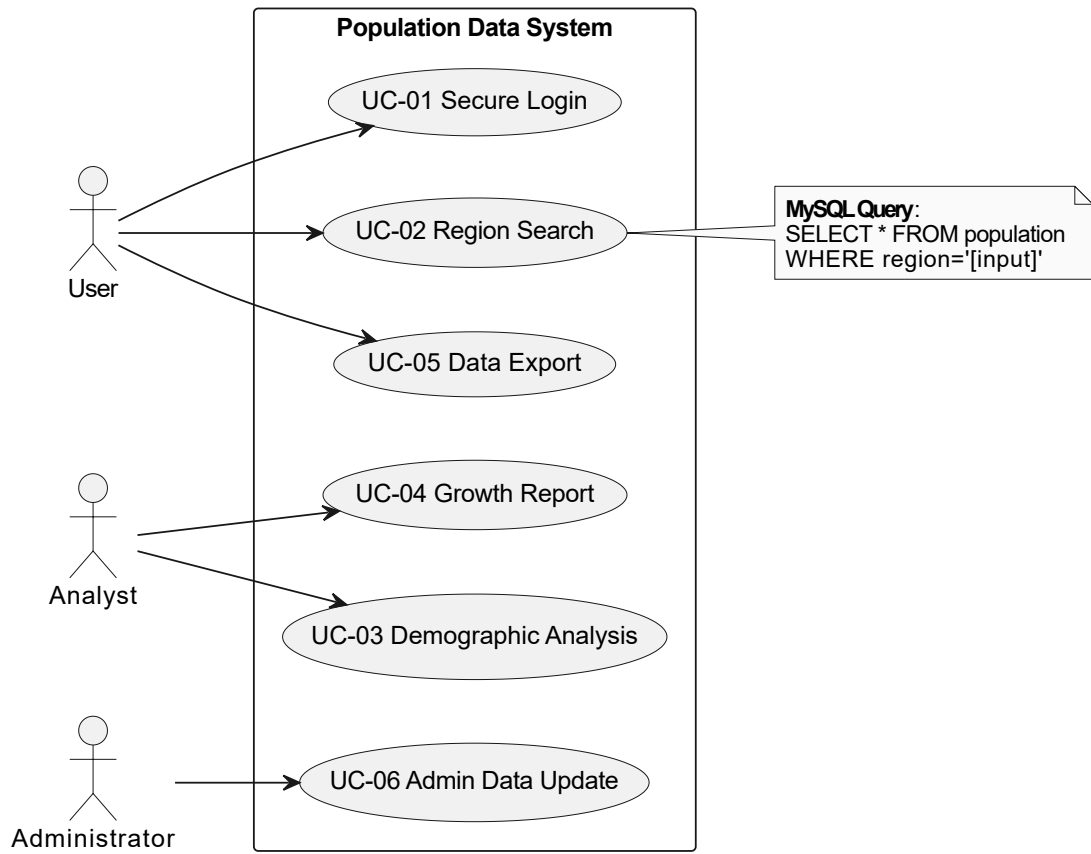 Population Data System
UC-01 Secure Login
User
UC-02 Region Search
MySQL Query:
SELECT * FROM population
WHERE region='[input]'
UC-05 Data Export
Analyst
UC-04 Growth Report
UC-03 Demographic Analysis
Administrator
UC-06 Admin Data Update